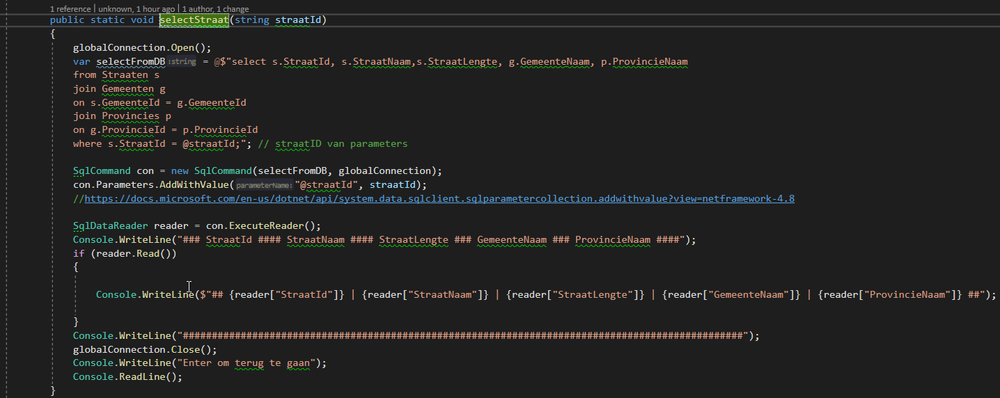 1 reference | unknown, 1 hour ago | 1 author, 1 change
public static void selectStraat(string straatId)
{
globalConnection.Open();
var selectFromDB :string = @$"select s.StraatId, s.StraatNaam,s.StraatLengte, g.GemeenteNaam, p.ProvincieNaam
from Straaten s
join Gemeenten g
on s.GemeenteId = g.GemeenteId
join Provincies p
on g.ProvincieId = p.ProvincieId
where s.StraatId = @straatId;"; // straatID van parameters
SqlCommand con = new SqlCommand(selectFromDB, globalConnection);
con.Parameters.AddWithValue( parameterName: "@straatId", straatId);
//https://docs.microsoft.com/en-us/dotnet/api/system.data.sqlclient.sqlparametercollection.addwithvalue?view=netframework-4.8
SqlDataReader reader = con.ExecuteReader();
Console.WriteLine("### StraatId #### StraatNaam #### StraatLengte ### GemeenteNaam ### ProvincieNaam ####");
if (reader.Read())
{
Console.WriteLine($"## {reader["StraatId"]} | {reader["StraatNaam"]} | {reader["StraatLengte"]} | {reader["GemeenteNaam"]} | {reader["ProvincieNaam"]} ##");
}
Console.WriteLine("#################################################################################################");
globalConnection.Close();
Console.WriteLine("Enter om terug te gaan");
Console.ReadLine();
}